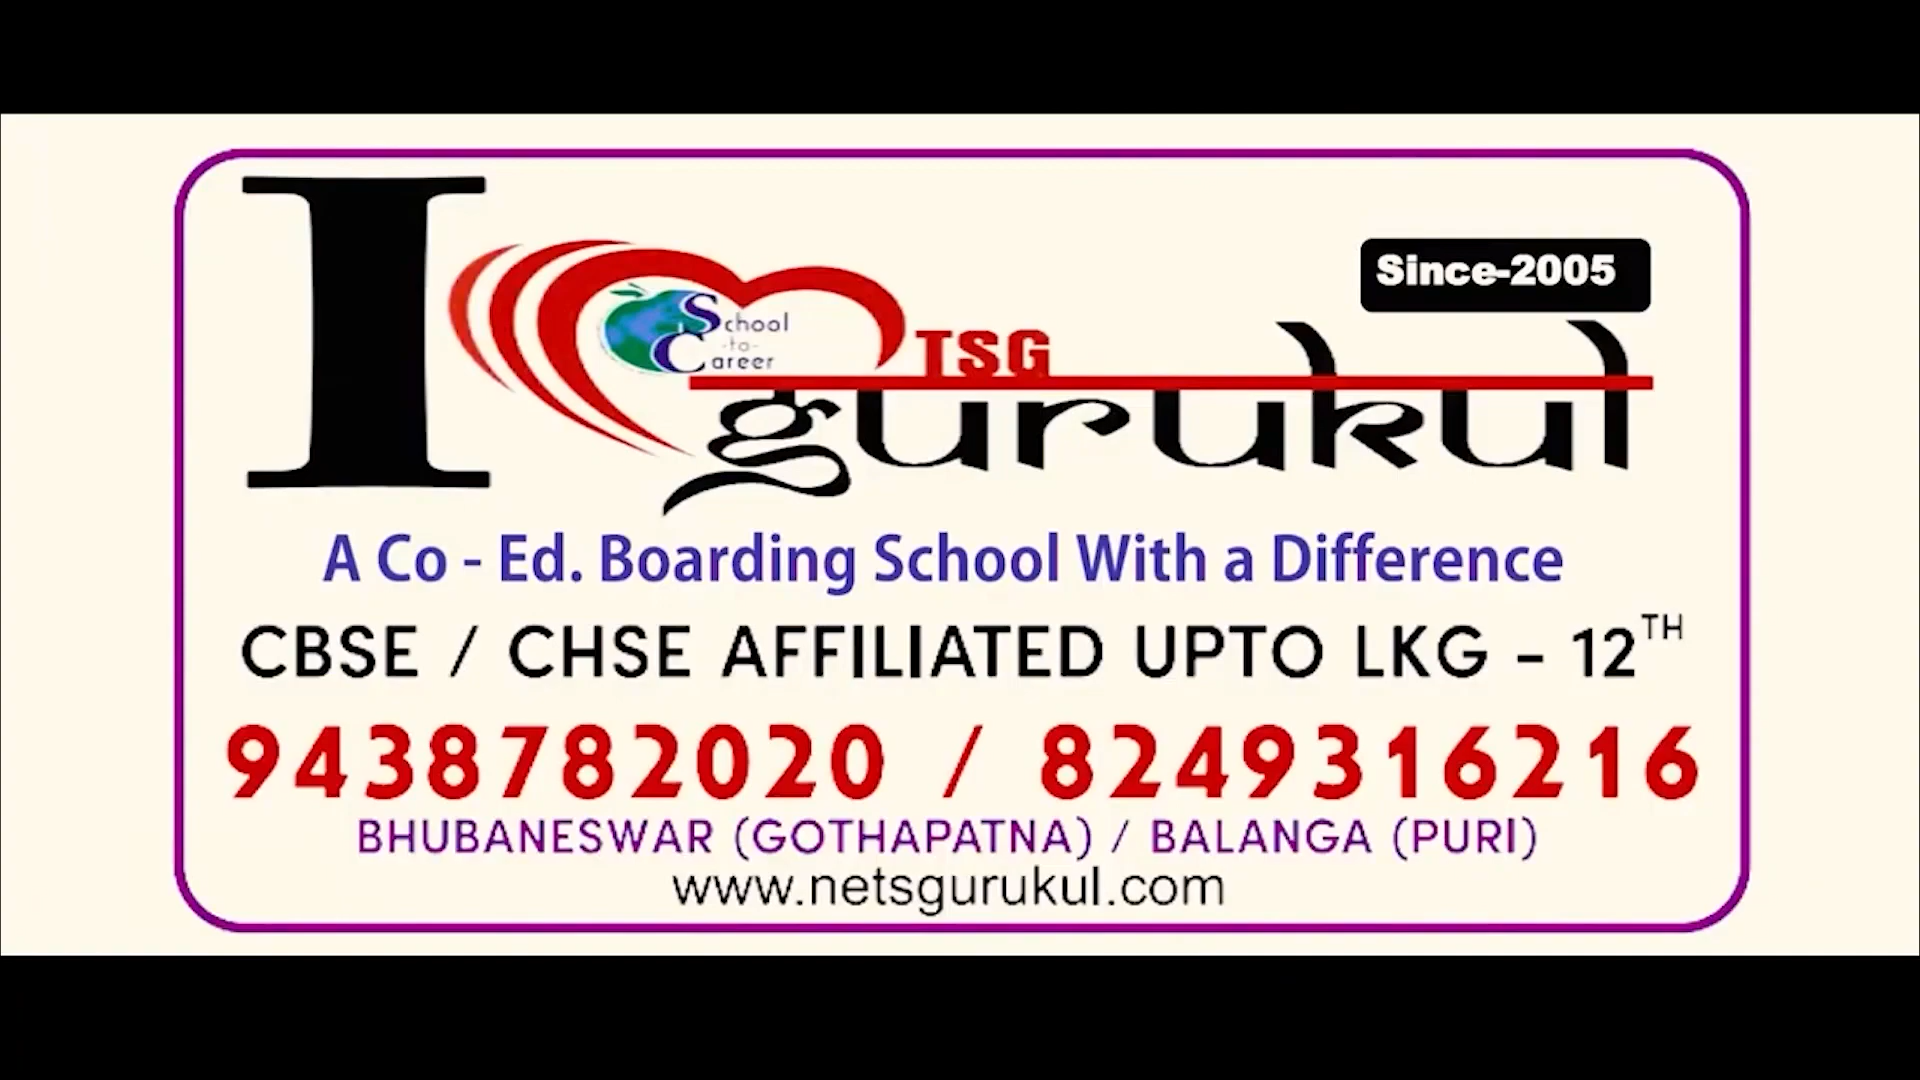 Since-2005
I
School
-to-
Career
TSG
gurukul
A Co - Ed. Boarding School With a Difference
CBSE / CHSE AFFILIATED UPTO LKG - 12TH
9438782020 / 8249316216
BHUBANESWAR (GOTHAPATNA) / BALANGA (PURI)
www.netsgurukul.com